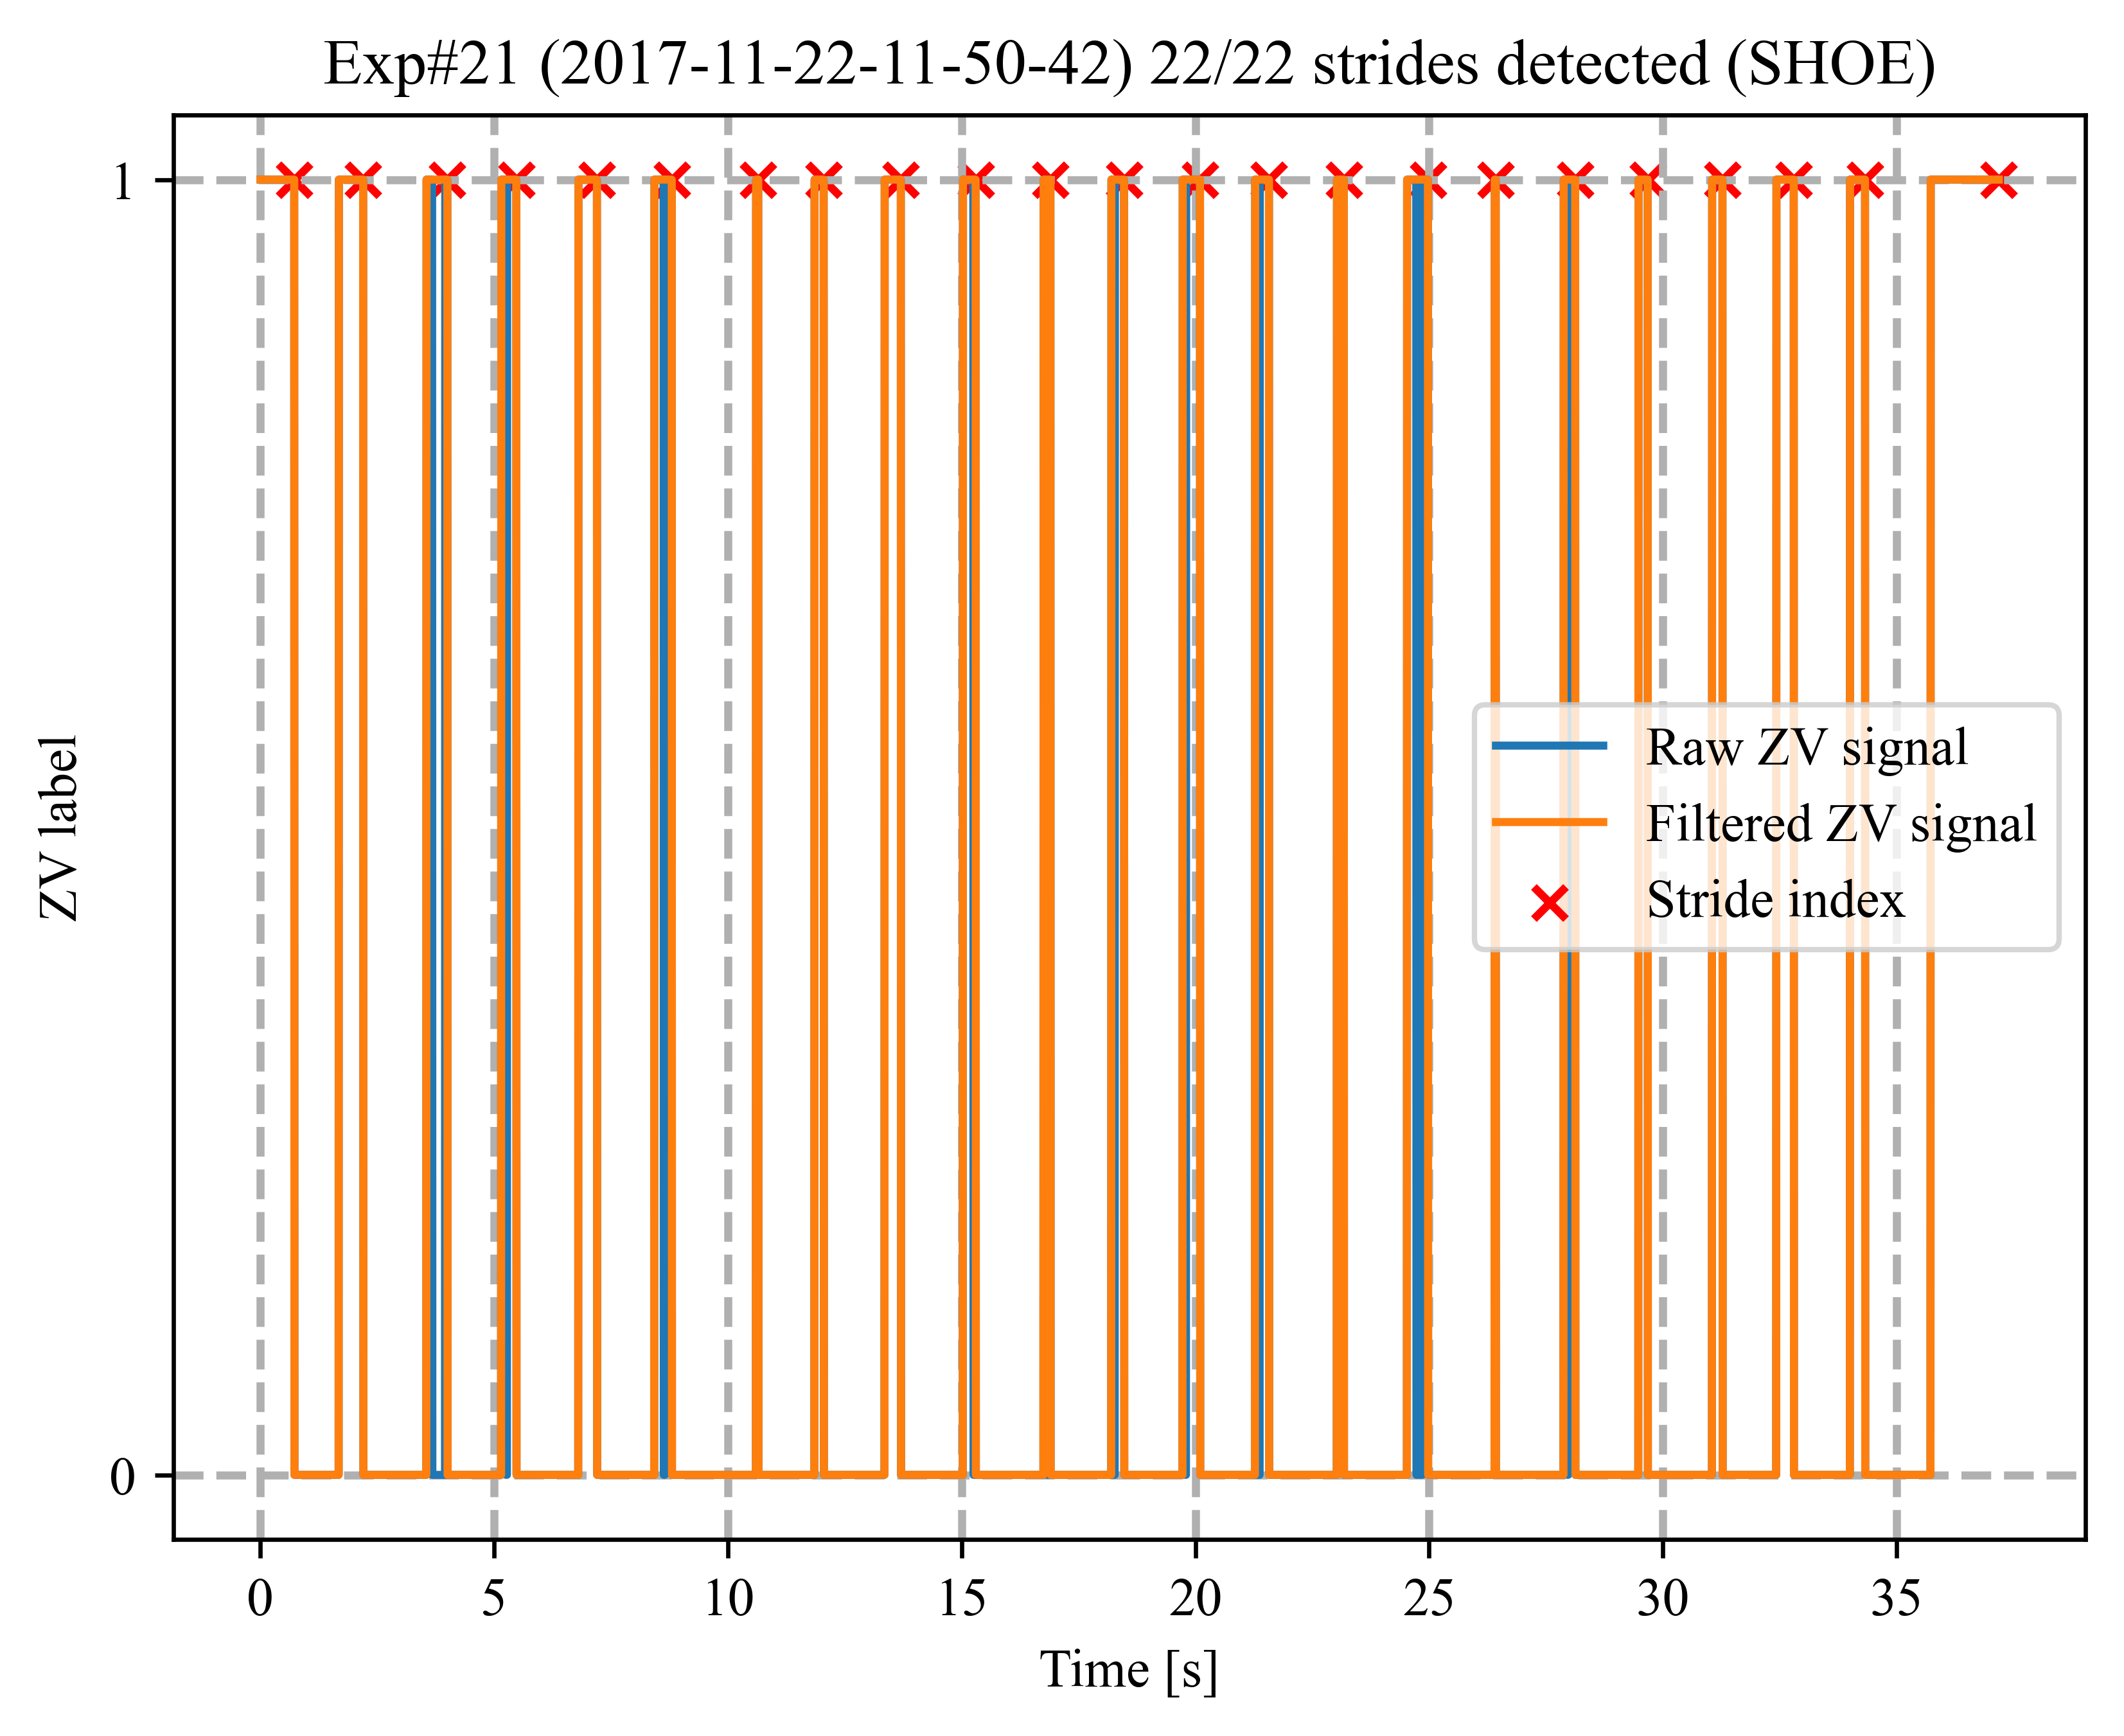 Exp#21 (2017-11-22-11-50-42) 22/22 strides detected (SHOE)
1
ZV label
Raw ZV signal
Filtered ZV signal
Stride index
0
0 5 10 15 20 25 30 35
Time [s]